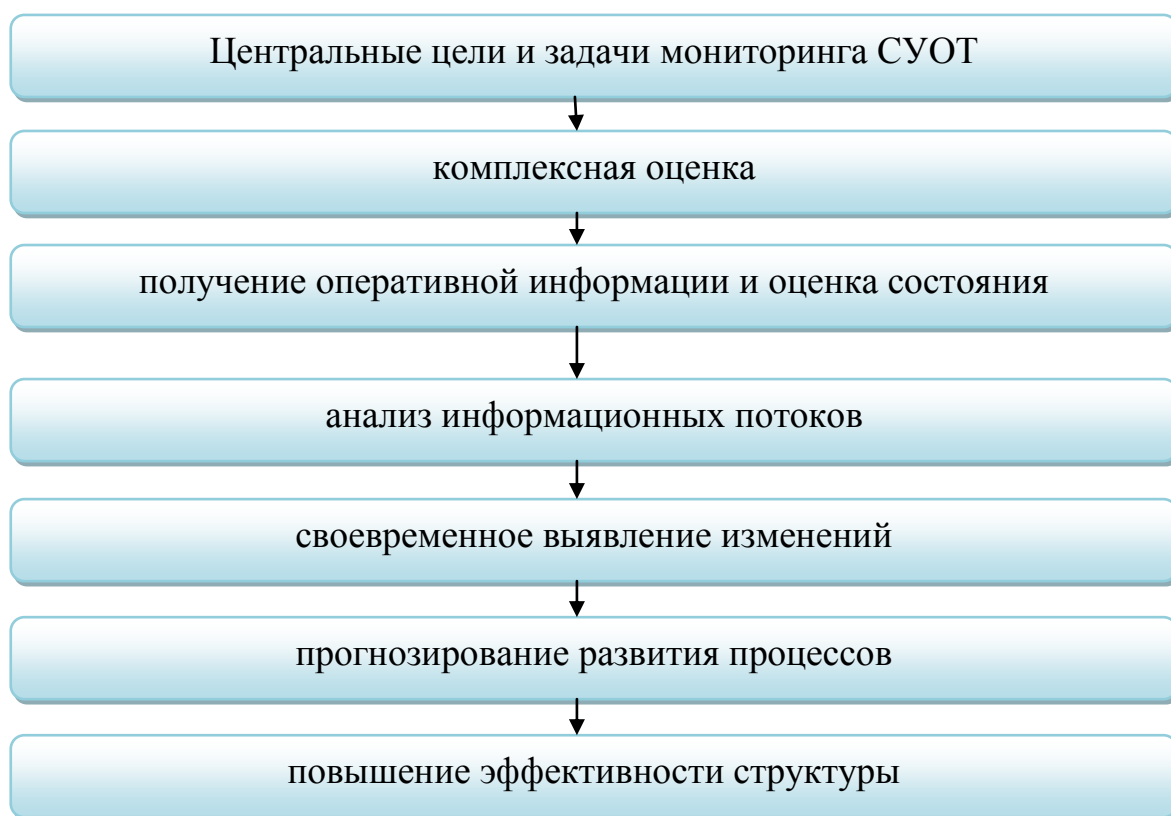 Центральные цели и задачи мониторинга СУОТ
комплексная оценка
получение оперативной информации и оценка состояния
анализ информационных потоков
своевременное выявление изменений
прогнозирование развития процессов
повышение эффективности структуры